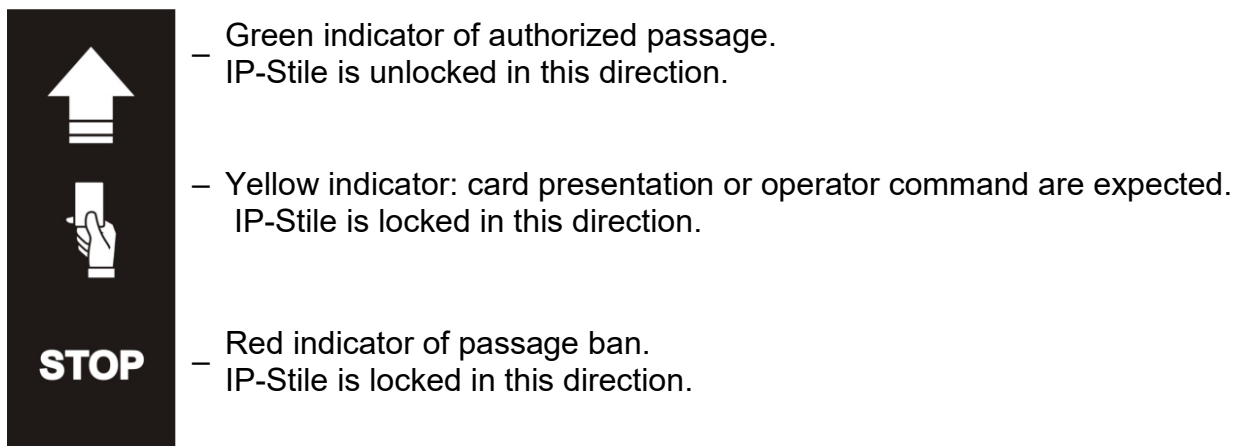 – Green indicator of authorized passage.
IP-Stile is unlocked in this direction.
– Yellow indicator: card presentation or operator command are expected.
IP-Stile is locked in this direction.
STOP
– Red indicator of passage ban.
IP-Stile is locked in this direction.